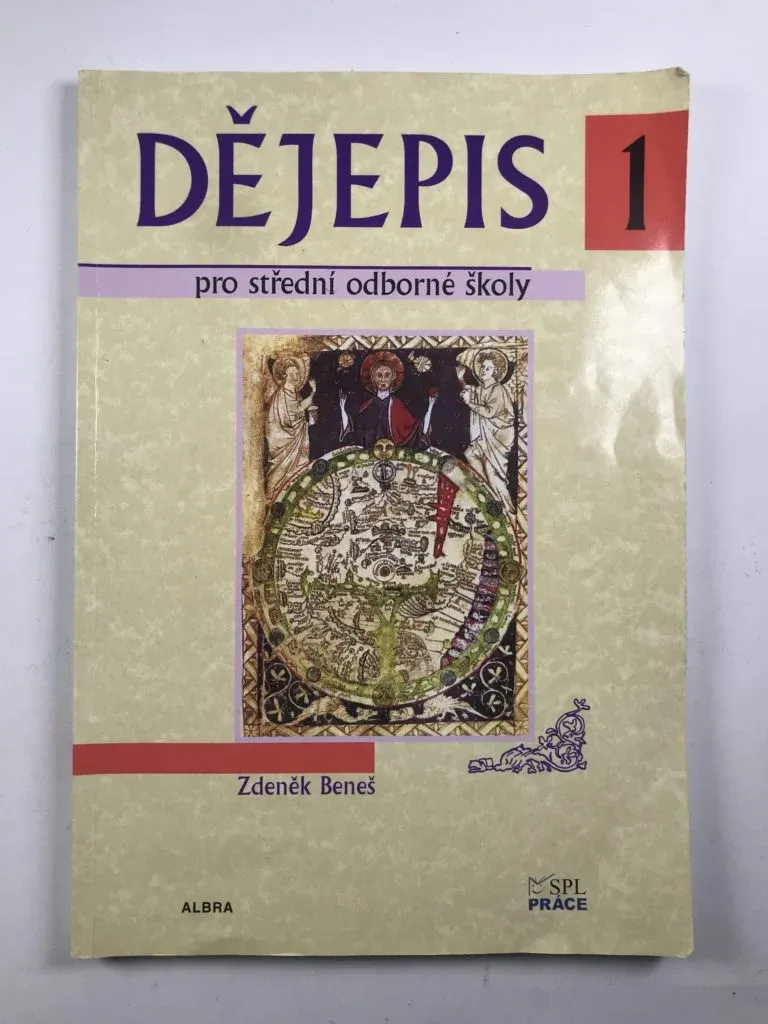 DĚJEPIS
1
pro střední odborné školy
Zdeněk Beneš
ALBRA
SPL
PRÁCE